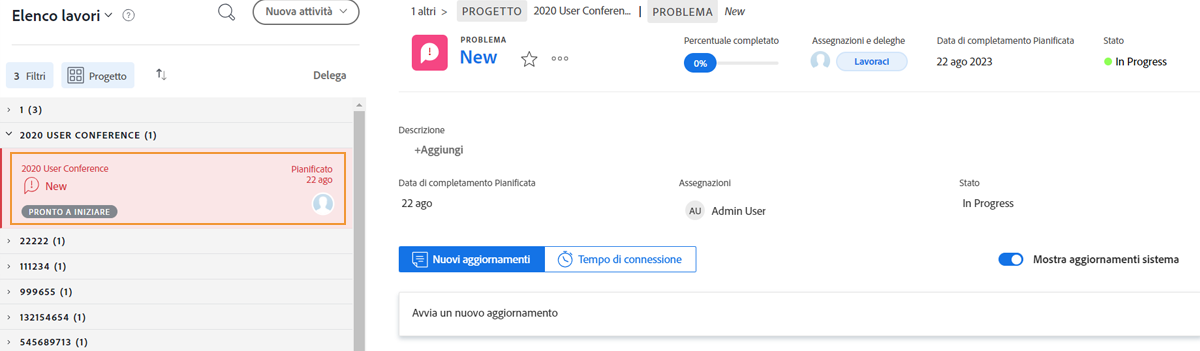 Elenco lavori
Nuova attività
3 Filtri
Progetto
Delega
1 (3)
2020 USER CONFERENCE (1)
2020 User Conference
Pianificato
New
22 ago
PRONTO A INIZIARE
22222 (1)
111234 (1)
999655 (1)
132154654 (1)
545689713 (1)
1 altri > PROGETTO 2020 User Conferen... | PROBLEMA New
PROBLEMA
New
Percentuale completato
0%
Assegnazioni e deleghe
Lavoraci
Data di completamento Pianificata
22 ago 2023
Stato
In Progress
Descrizione
+Aggiungi
Data di completamento Pianificata
22 ago
Assegnazioni
AU Admin User
Stato
In Progress
Nuovi aggiornamenti
Tempo di connessione
Mostra aggiornamenti sistema
Avvia un nuovo aggiornamento